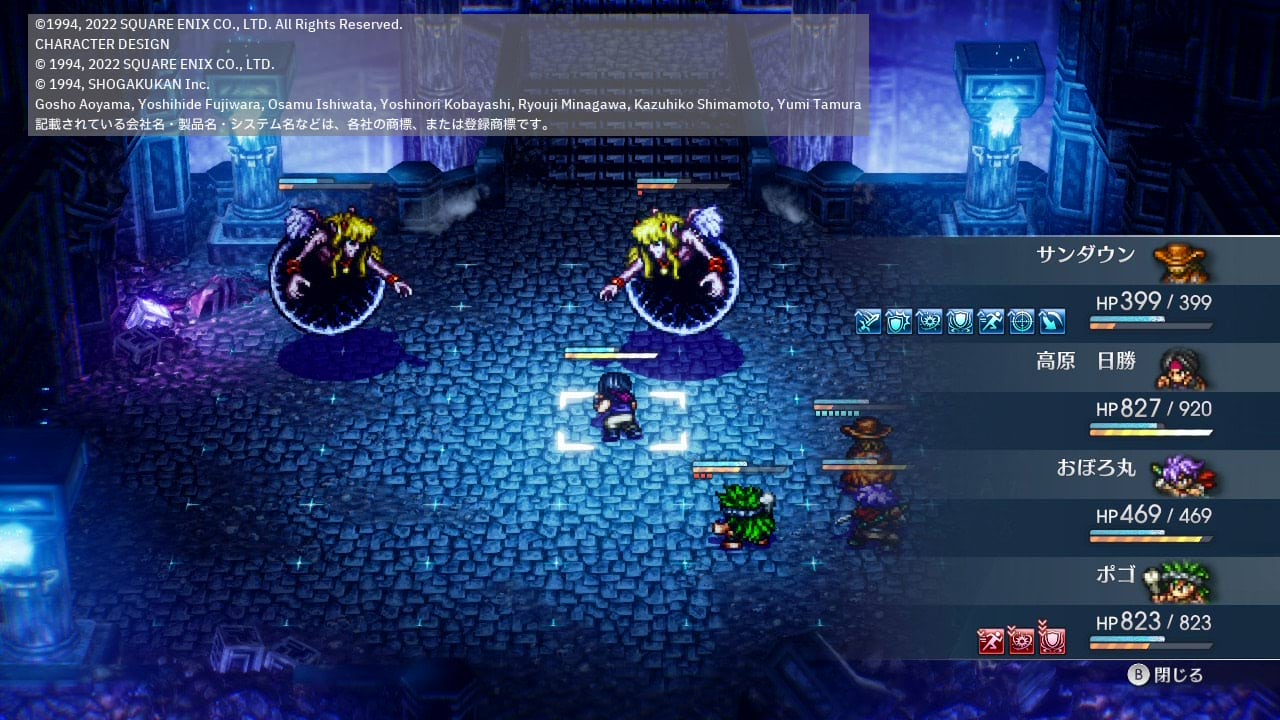 ©1994, 2022 SQUARE ENIX CO., LTD. All Rights Reserved.
CHARACTER DESIGN
© 1994, 2022 SQUARE ENIX CO., LTD.
© 1994, SHOGAKUKAN Inc.
Gosho Aoyama, Yoshihide Fujiwara, Osamu Ishiwata, Yoshinori Kobayashi, Ryouji Minagawa, Kazuhiko Shimamoto, Yumi Tamura
記載されている会社名・製品名・システム名などは、各社の商標、または登録商標です。
サンダウン
HP399 / 399
高原 日勝
HP827 / 920
おぼろ丸
HP469 / 469
ポゴ
HP823 / 823
B 閉じる